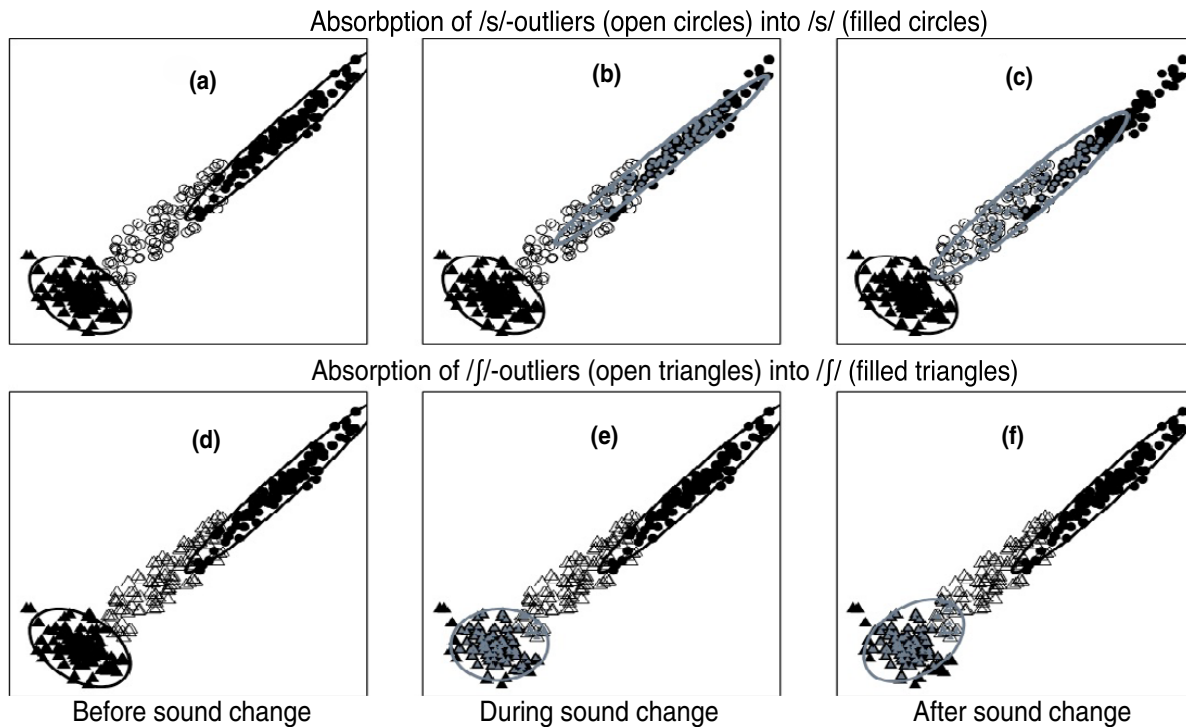 Absorbption of /s/-outliers (open circles) into /s/ (filled circles)
(a)
(b)
(c)
Absorption of /ʃ/-outliers (open triangles) into /ʃ/ (filled triangles)
(d)
(e)
(f)
Before sound change
During sound change
After sound change